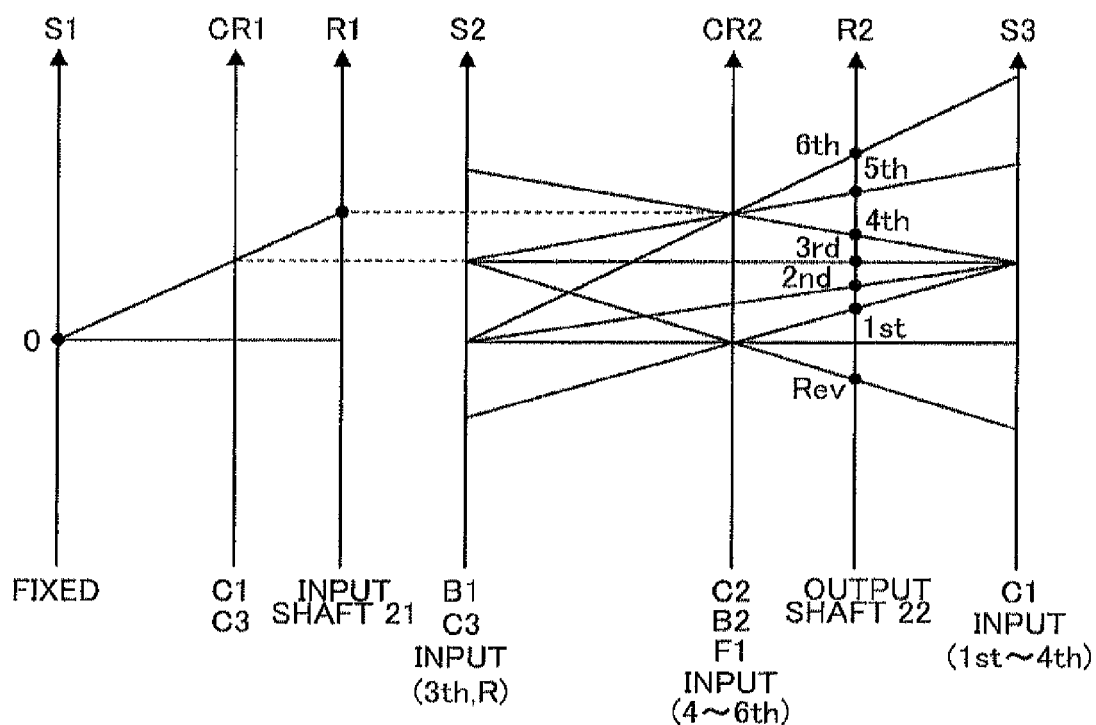 S1 CR1 R1 S2 CR2 R2 S3
6th
5th
4th
3rd
2nd
0
1st
Rev
FIXED
C1
C3
INPUT
SHAFT 21
B1
C3
INPUT
(3th,R)
C2
B2
F1
INPUT
(4~6th)
OUTPUT
SHAFT 22
C1
INPUT
(1st~4th)